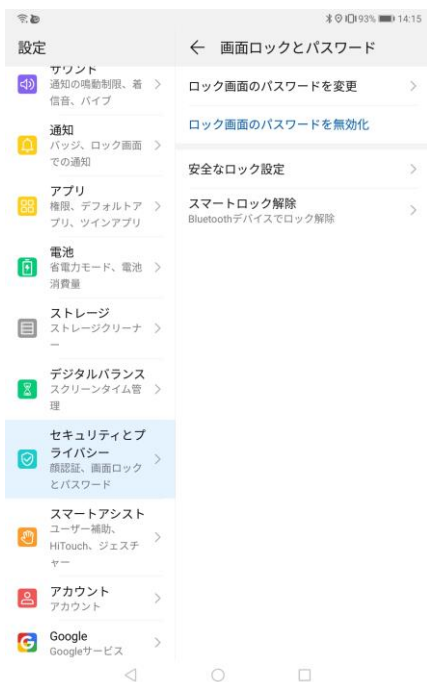 93% 14:15
設定
サウンド
通知の鳴動制限、着
信音、バイブ
通知
バッジ、ロック画面
での通知
アプリ
権限、デフォルトア
プリ、ツインアプリ
電池
省電力モード、電池
消費量
ストレージ
ストレージクリーナ
ー
デジタルバランス
スクリーンタイム管
理
セキュリティとプ
ライバシー
顔認証、画面ロック
とパスワード
スマートアシスト
ユーザー補助、
HiTouch、ジェスチ
ャー
アカウント
アカウント
Google
Googleサービス
画面ロックとパスワード
ロック画面のパスワードを変更
ロック画面のパスワードを無効化
安全なロック設定
スマートロック解除
Bluetoothデバイスでロック解除